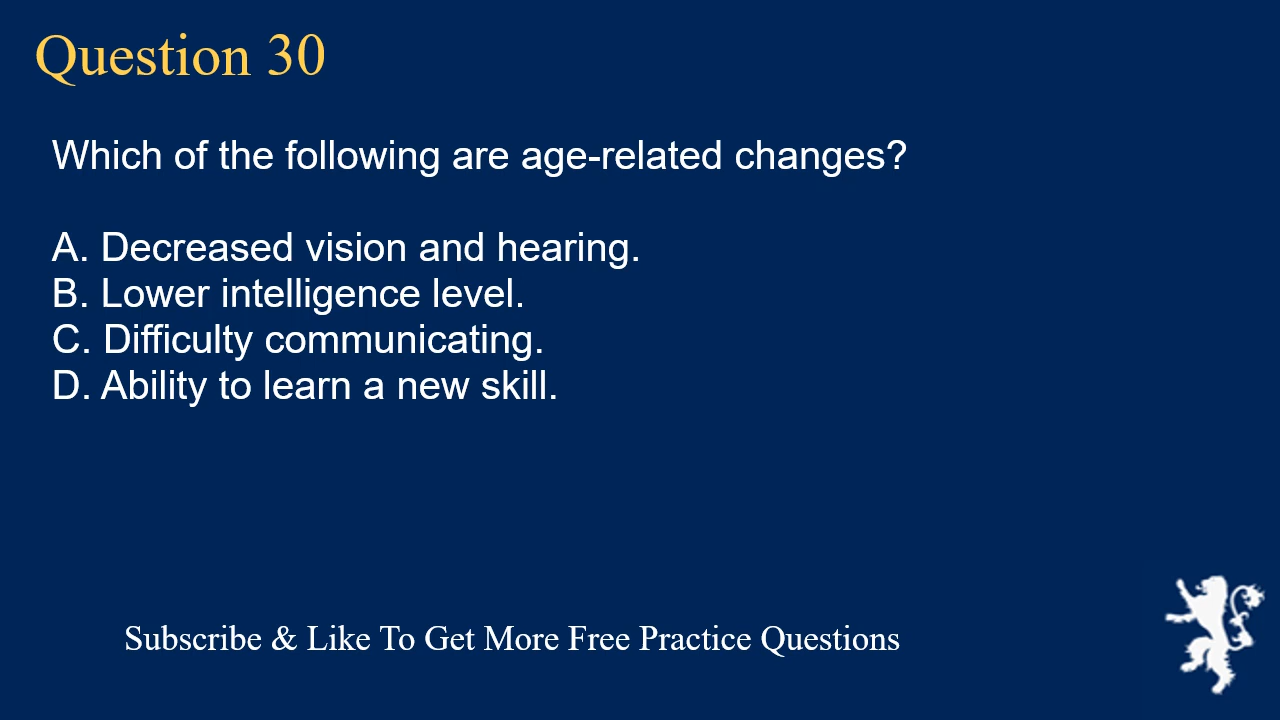 Question 30
Which of the following are age-related changes?
A. Decreased vision and hearing.
B. Lower intelligence level.
C. Difficulty communicating.
D. Ability to learn a new skill.
Subscribe & Like To Get More Free Practice Questions